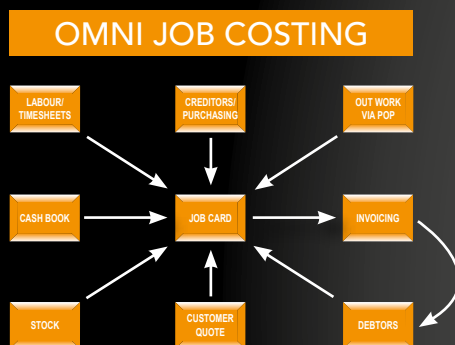 OMNI JOB COSTING
LABOUR/
TIMESHEETS
CREDITORS/
PURCHASING
OUT WORK
VIA POP
CASH BOOK
JOB CARD
INVOICING
STOCK
CUSTOMER
QUOTE
DEBTORS